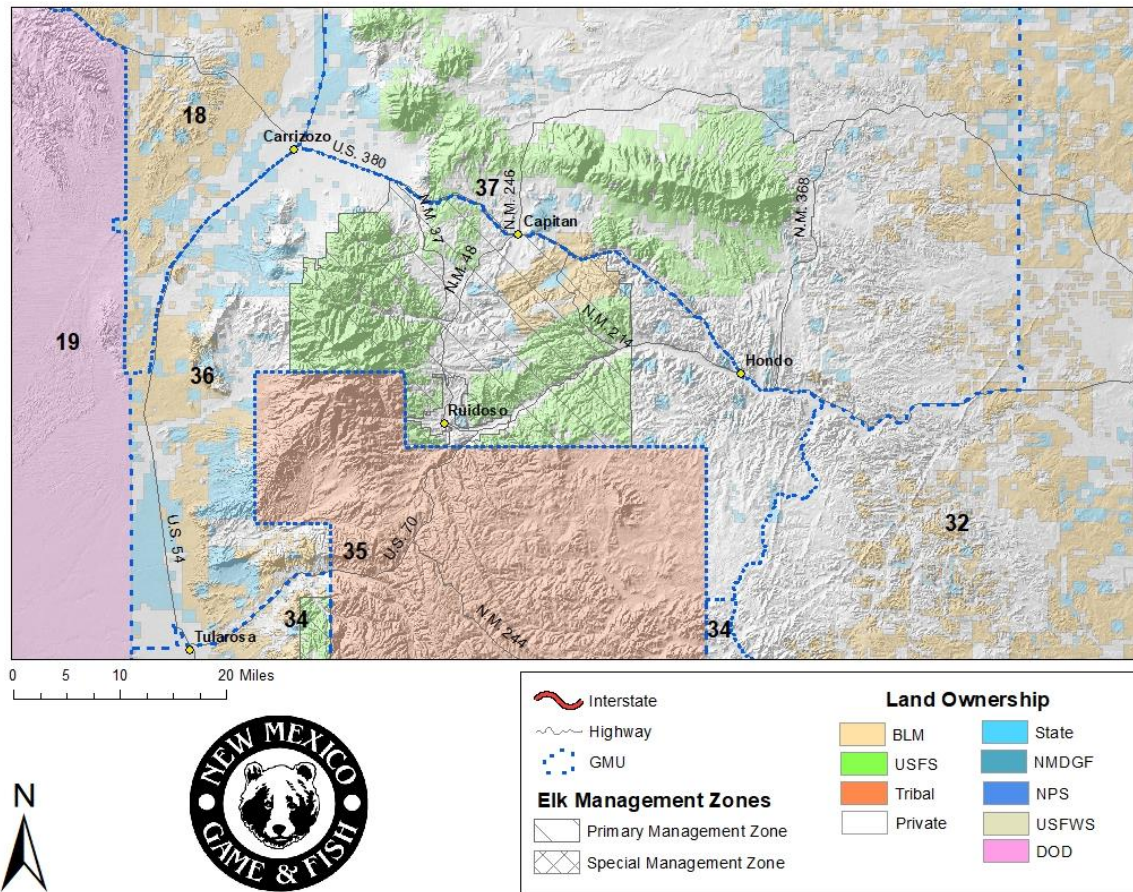 18
Carrizozo
U.S. 380
37
N.M. 246
N.M. 37
Capitan
N.M. 368
N.M. 48
N.M. 214
19
36
Hondo
Ruidoso
32
U.S. 54
35
U.S. 70
34
34
N.M. 244
Tularosa
0 5 10 20 Miles
N
NEW MEXICO
GAME & FISH
Interstate
Highway
GMU
Elk Management Zones
Primary Management Zone
Special Management Zone
Land Ownership
BLM
USFS
Tribal
Private
State
NMDGF
NPS
USFWS
DOD